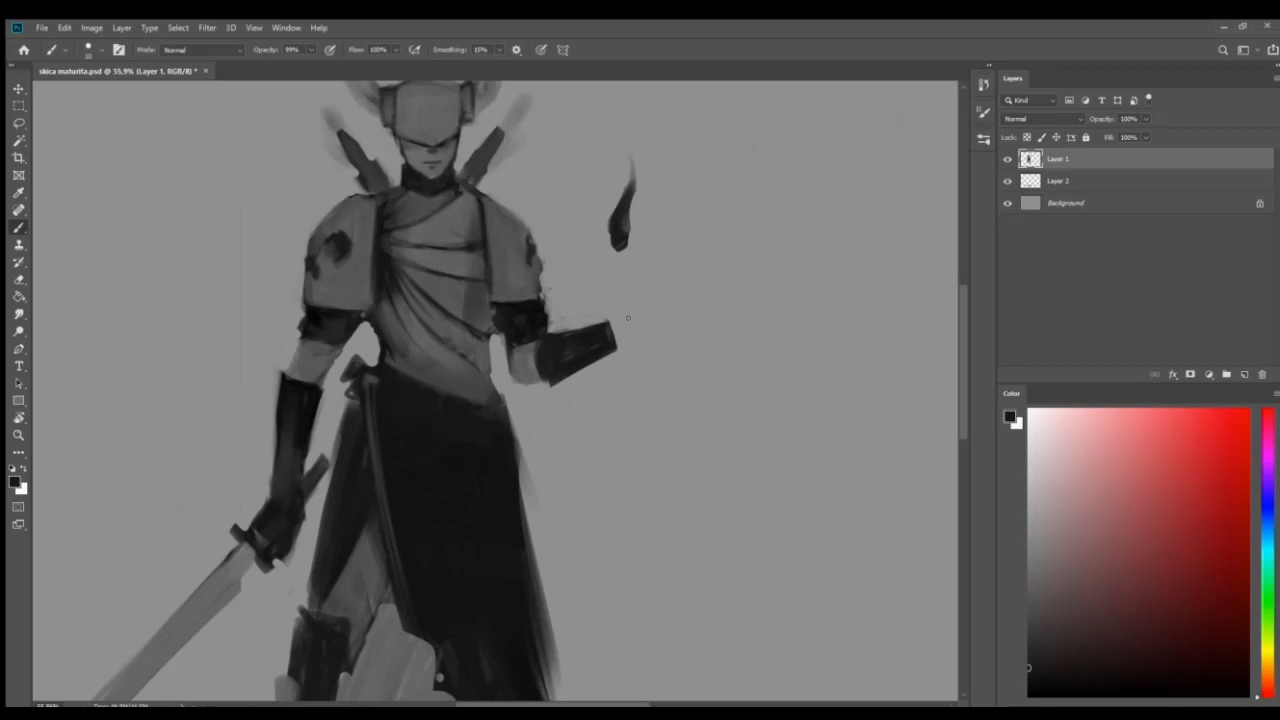 Ps File Edit Image Layer Type Select Filter 3D View Window Help
Mode: Normal Opacity: 99% Flow: 100% Smoothing: 15%
skica maturita.psd @ 55,9% (Layer 1, RGB/8) * ×
Layers
Kind
Normal Opacity: 100%
Lock: Fill: 100%
Layer 1
Layer 2
Background
Color